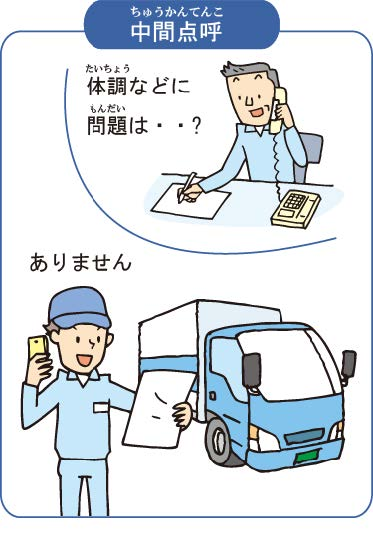 ちゅうかんてんこ
中間点呼
たいちょう
体調などに
もんだい
問題は・・?
ありません